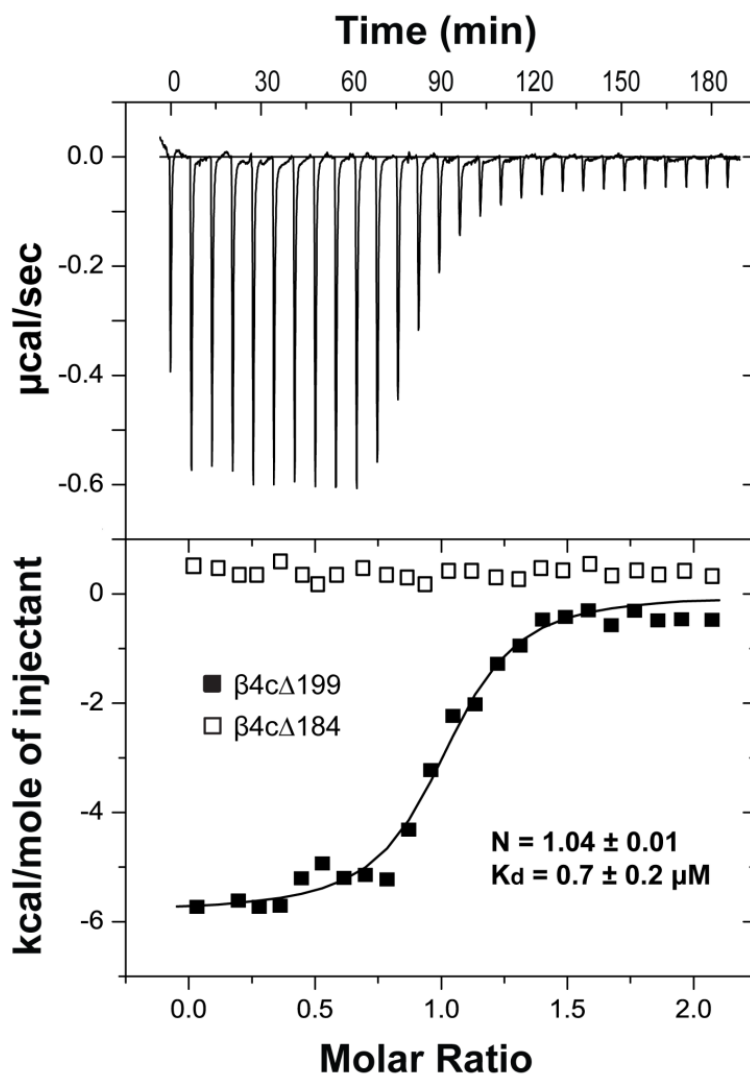 Time (min)
0 30 60 90 120 150 180
µcal/sec
0.0
-0.2
-0.4
-0.6
kcal/mole of injectant
0
-2
-4
-6
β4cΔ199
β4cΔ184
N = 1.04 ± 0.01
Kd = 0.7 ± 0.2 µM
0.0 0.5 1.0 1.5 2.0
Molar Ratio